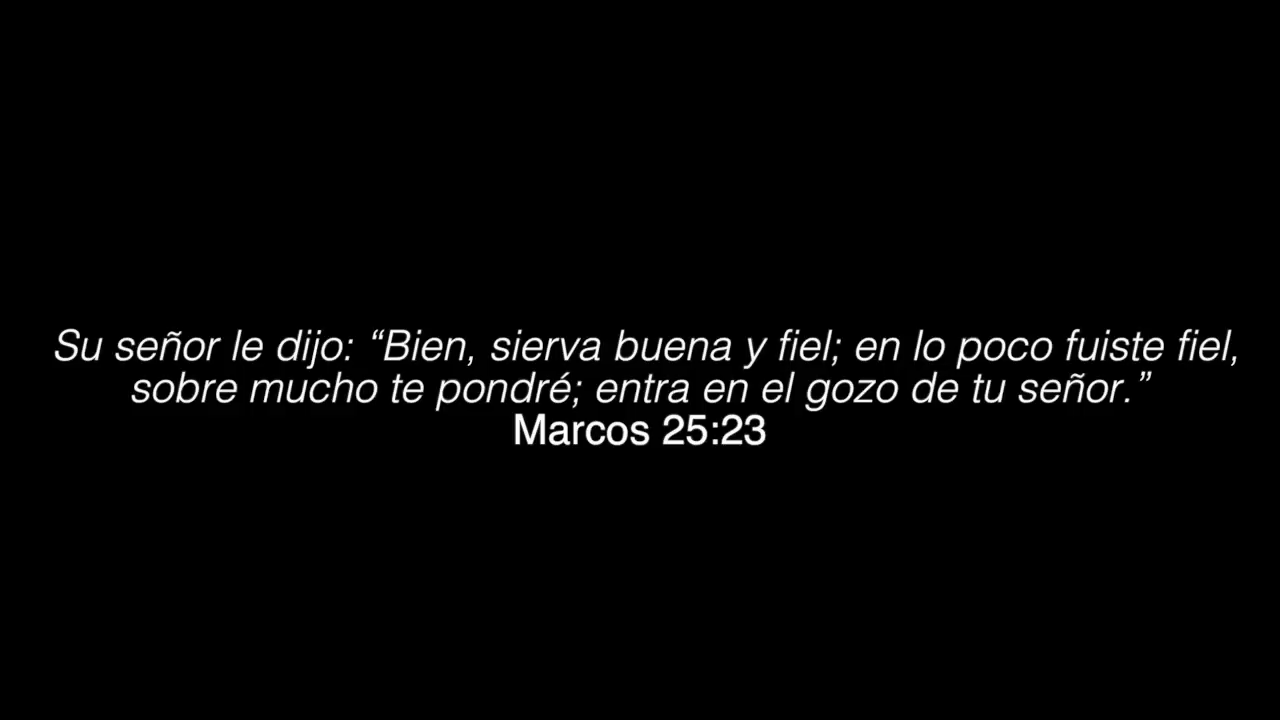 Su señor le dijo: “Bien, sierva buena y fiel; en lo poco fuiste fiel,
sobre mucho te pondré; entra en el gozo de tu señor.”
Marcos 25:23